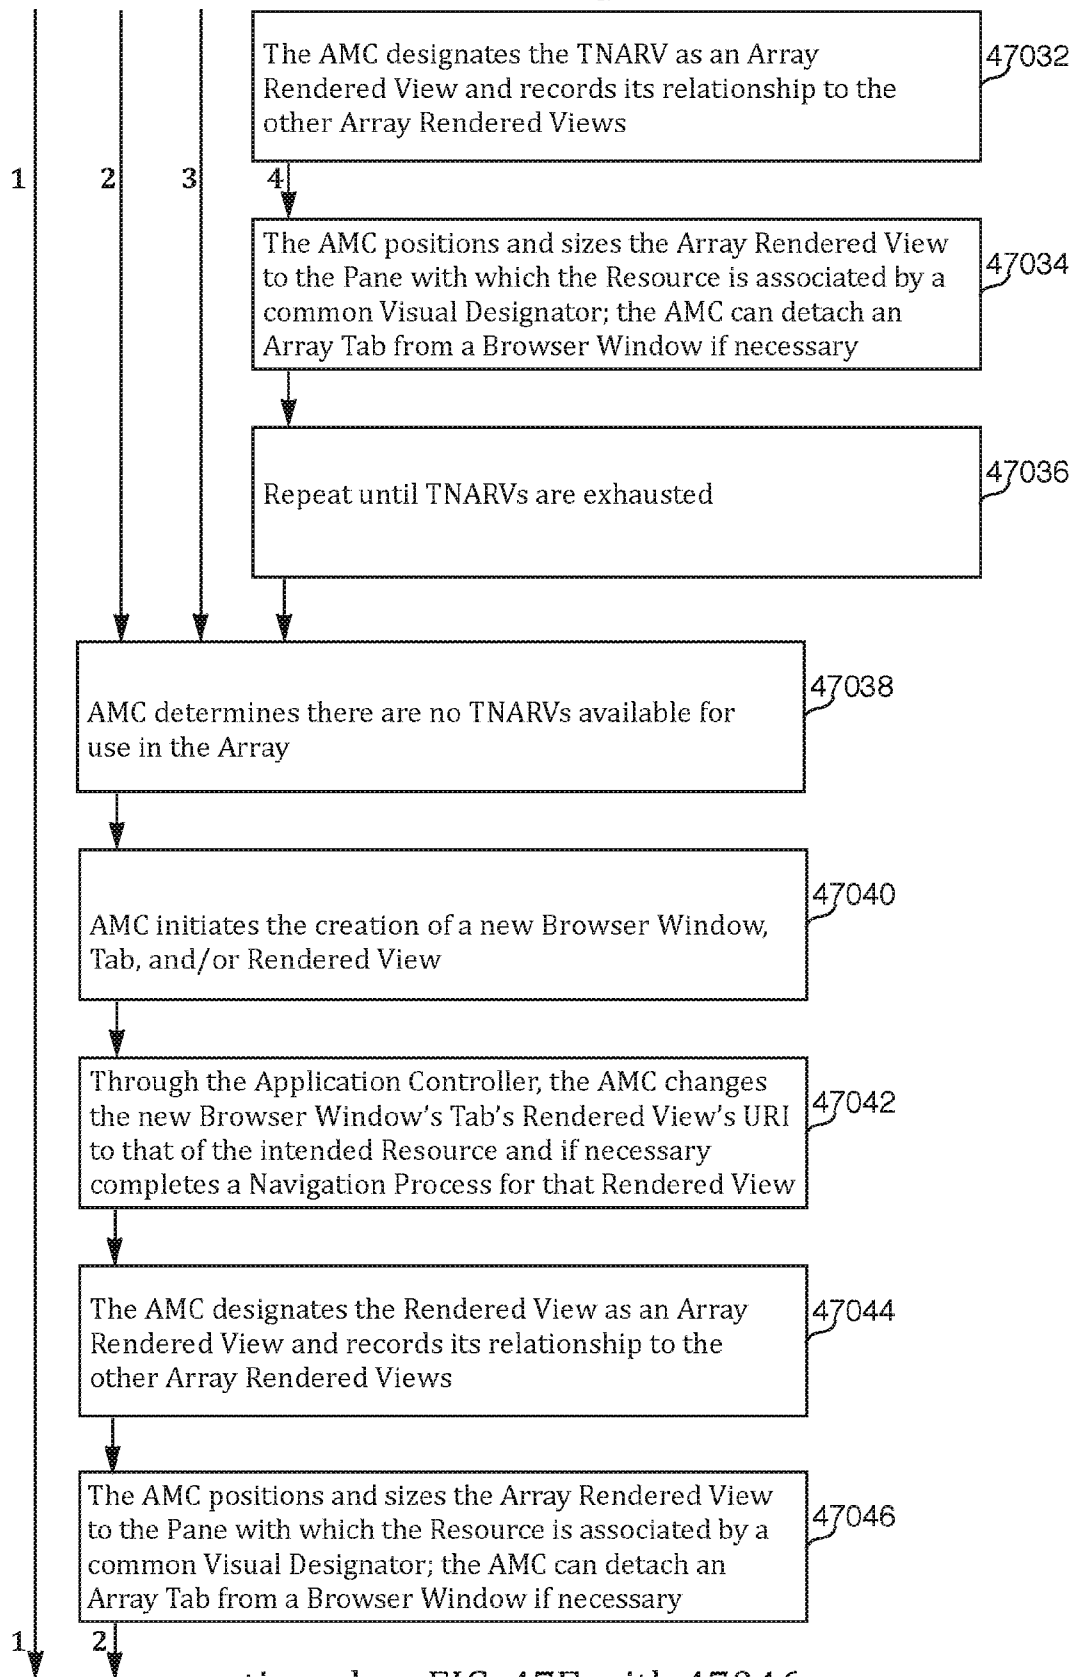 The AMC designates the TNARV as an Array
Rendered View and records its relationship to the
other Array Rendered Views
47032
1
2
3
4
The AMC positions and sizes the Array Rendered View
to the Pane with which the Resource is associated by a
common Visual Designator; the AMC can detach an
Array Tab from a Browser Window if necessary
47034
Repeat until TNARVs are exhausted
47036
AMC determines there are no TNARVs available for
use in the Array
47038
AMC initiates the creation of a new Browser Window,
Tab, and/or Rendered View
47040
Through the Application Controller, the AMC changes
the new Browser Window's Tab's Rendered View's URI
to that of the intended Resource and if necessary
completes a Navigation Process for that Rendered View
47042
The AMC designates the Rendered View as an Array
Rendered View and records its relationship to the
other Array Rendered Views
47044
The AMC positions and sizes the Array Rendered View
to the Pane with which the Resource is associated by a
common Visual Designator; the AMC can detach an
Array Tab from a Browser Window if necessary
47046
1
2